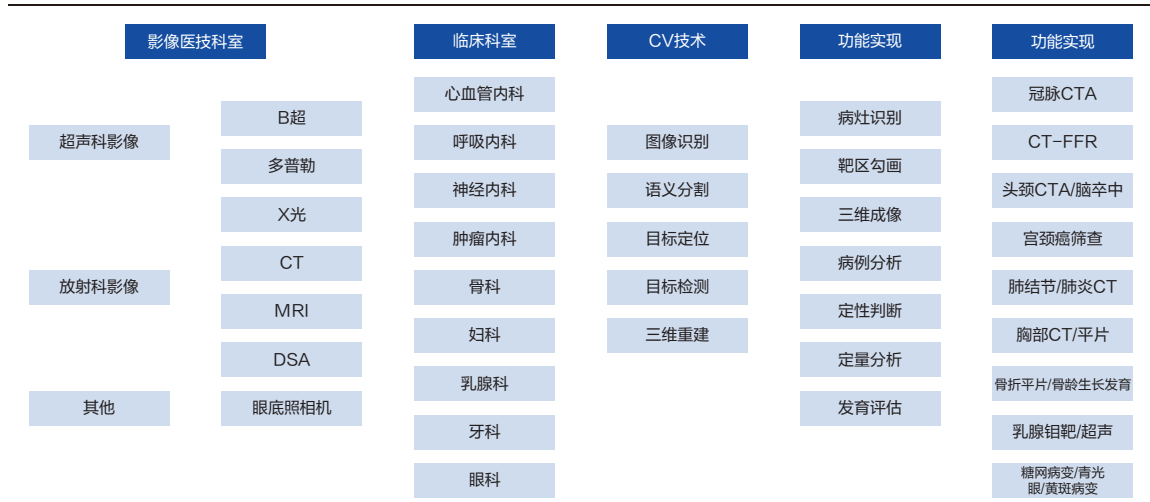 影像医技科室
临床科室
CV技术
功能实现
功能实现
超声科影像
放射科影像
其他
B超
多普勒
X光
CT
MRI
DSA
眼底照相机
心血管内科
呼吸内科
神经内科
肿瘤内科
骨科
妇科
乳腺科
牙科
眼科
图像识别
语义分割
目标定位
目标检测
三维重建
病灶识别
靶区勾画
三维成像
病例分析
定性判断
定量分析
发育评估
冠脉CTA
CT-FFR
头颈CTA/脑卒中
宫颈癌筛查
肺结节/肺炎CT
胸部CT/平片
骨折平片/骨龄生长发育
乳腺钼靶/超声
糖网病变/青光
眼/黄斑病变